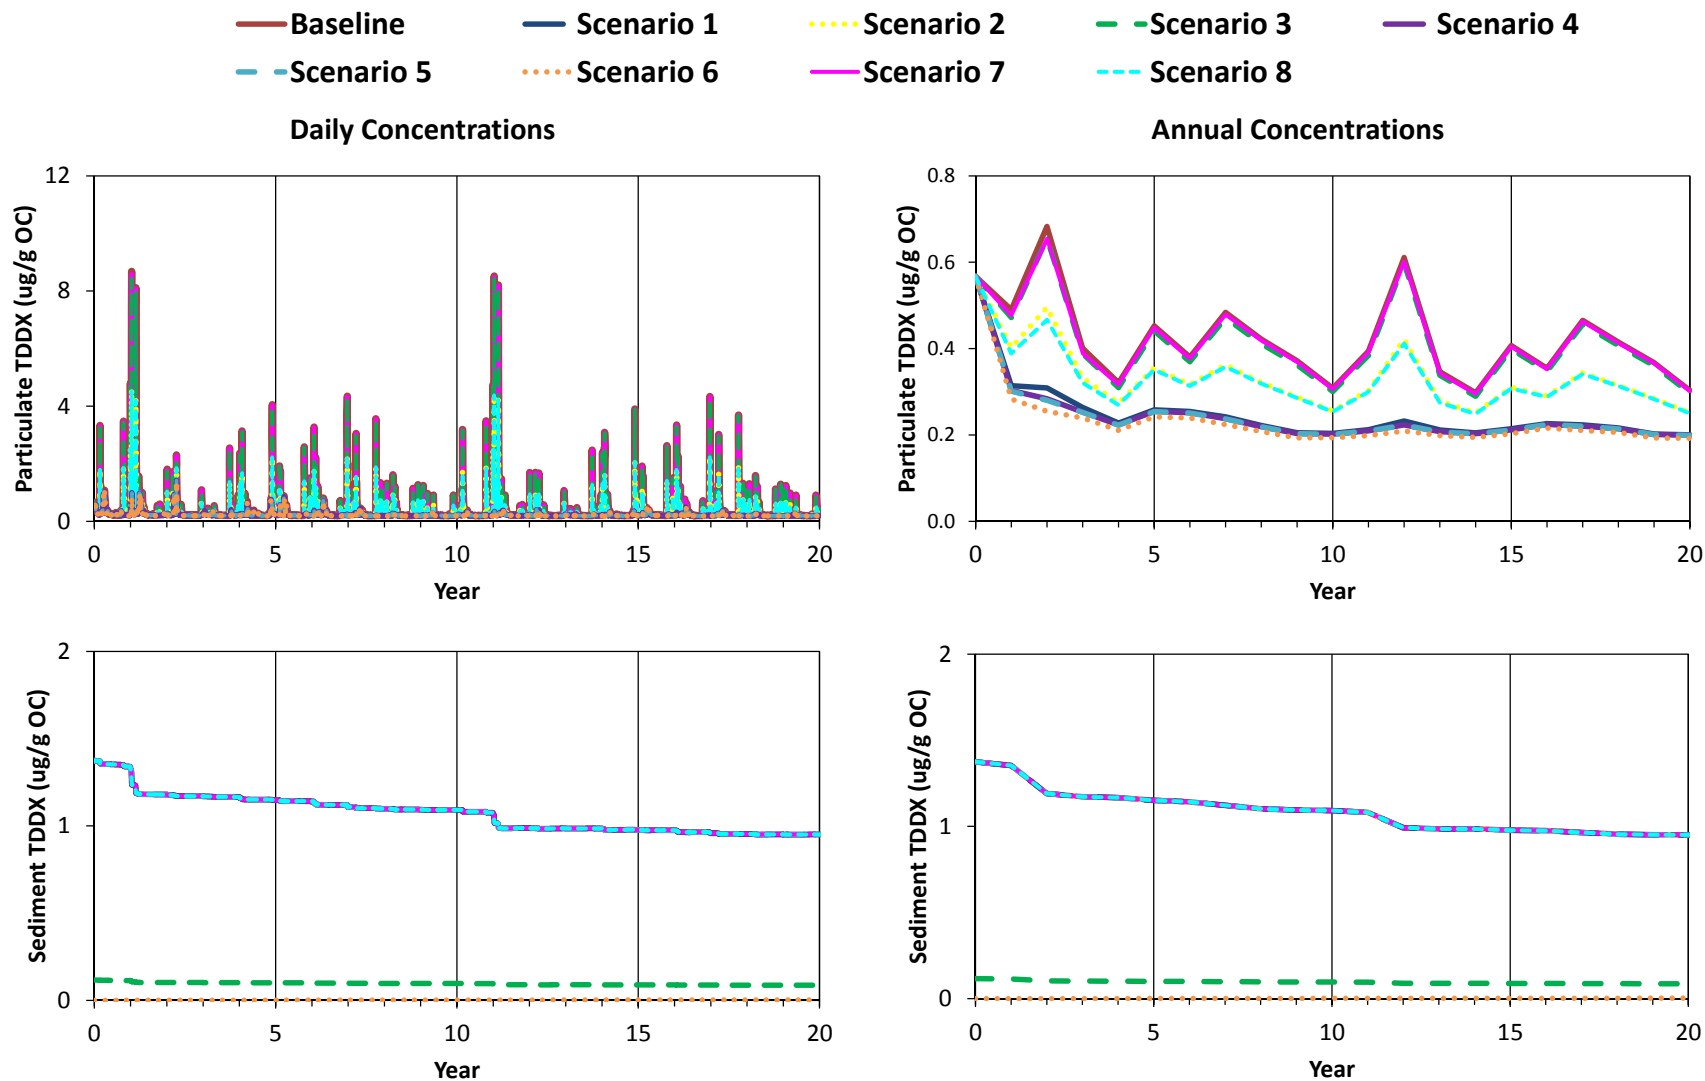 Baseline Scenario 1 Scenario 2 Scenario 3 Scenario 4
Scenario 5 Scenario 6 Scenario 7 Scenario 8
Daily Concentrations
Particulate TDDX (ug/g OC)
12
8
4
0
0 5 10 15 20
Year
Annual Concentrations
Particulate TDDX (ug/g OC)
0.8
0.6
0.4
0.2
0.0
0 5 10 15 20
Year
Sediment TDDX (ug/g OC)
2
1
0
0 5 10 15 20
Year
Sediment TDDX (ug/g OC)
2
1
0
0 5 10 15 20
Year